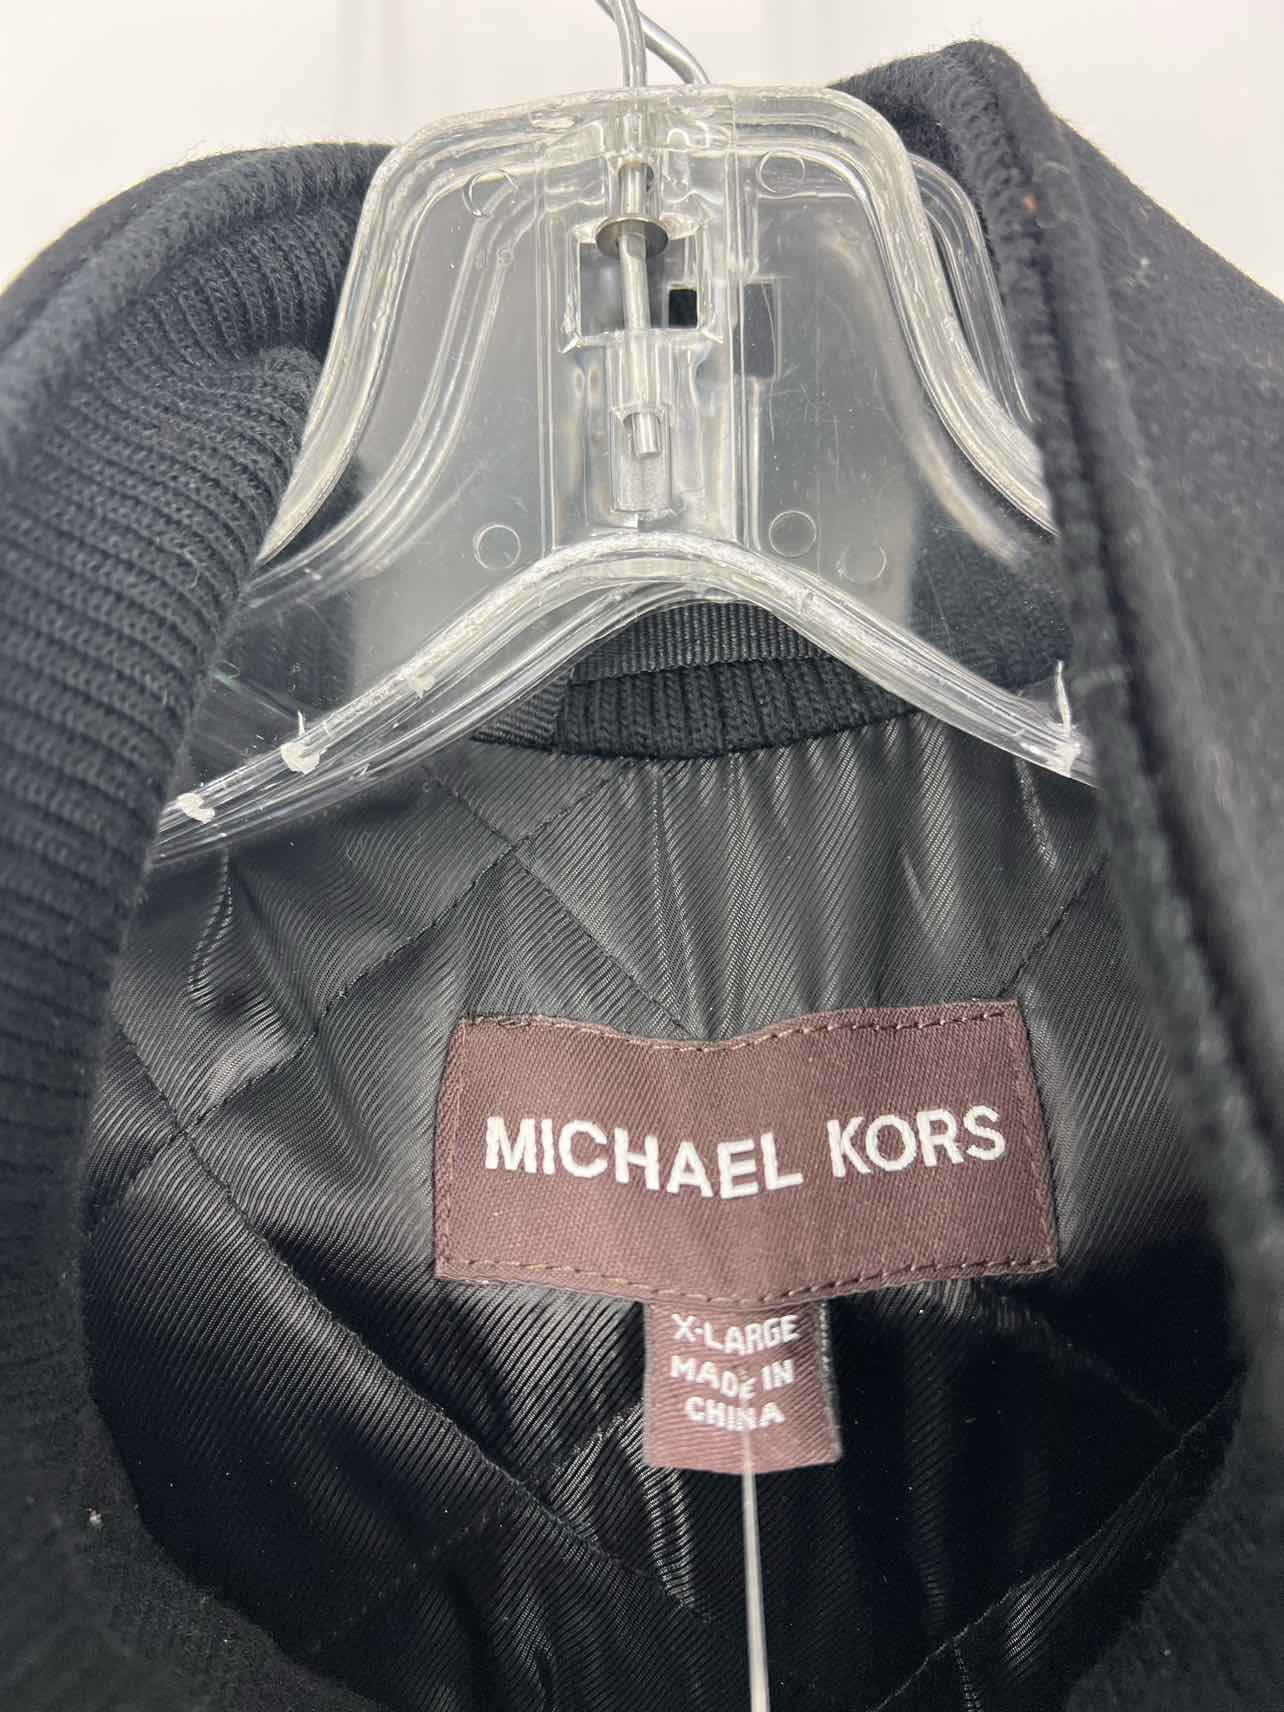 MICHAEL KORS
X-LARGE
MADE IN
CHINA